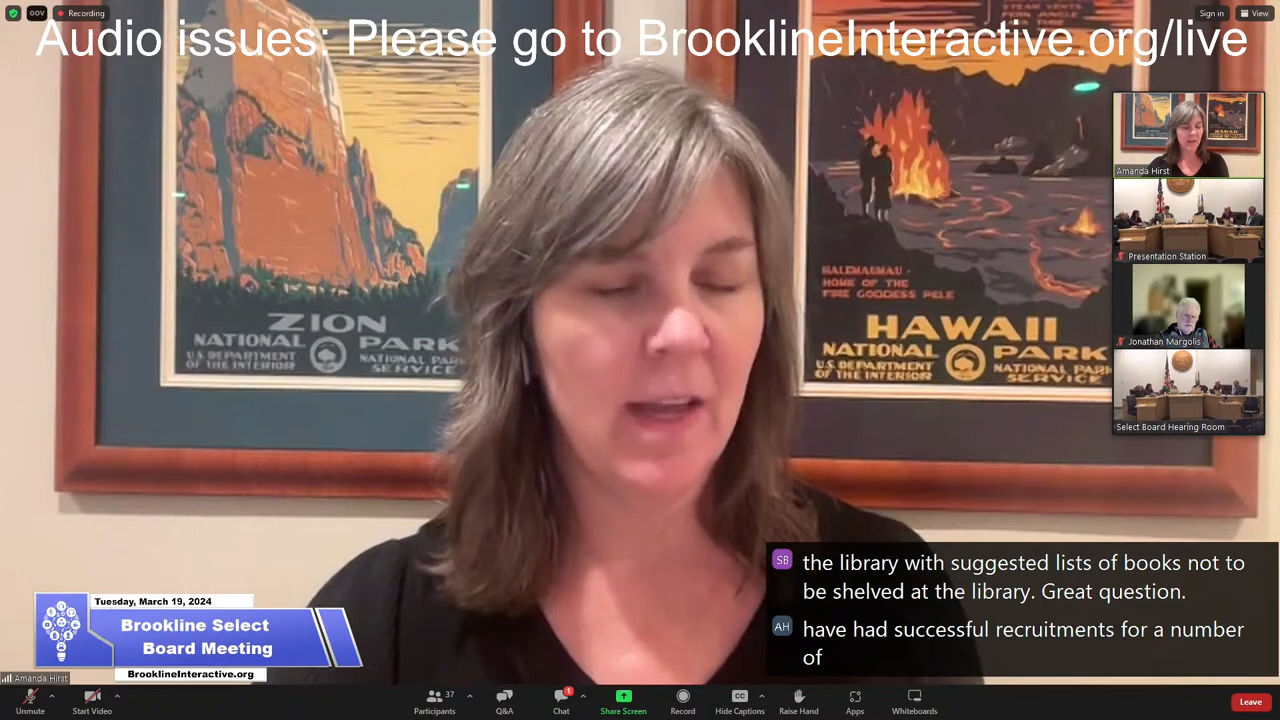 GOV
Recording
Sign in
View
Audio issues: Please go to BrooklineInteractive.org/live
STEAM VENTS
FERN JUNGLE
ZION
NATIONAL PARK
U.S. DEPARTMENT
OF THE INTERIOR
NATIONAL PARK
SERVICE
HALEMAUMAU -
HOME OF THE
FIRE GODDESS PELE
HAWAII
NATIONAL PARK
U.S. DEPARTMENT
OF THE INTERIOR
NATIONAL PARK
SERVICE
Amanda Hirst
Presentation Station
Jonathan Margolis
Select Board Hearing Room
SB
the library with suggested lists of books not to
be shelved at the library. Great question.
AH
have had successful recruitments for a number
of
Tuesday, March 19, 2024
Brookline Select
Board Meeting
BrooklineInteractive.org
Amanda Hirst
Unmute
Start Video
Participants
37
Q&A
Chat
1
Share Screen
Record
CC
Hide Captions
Raise Hand
Apps
Whiteboards
Leave